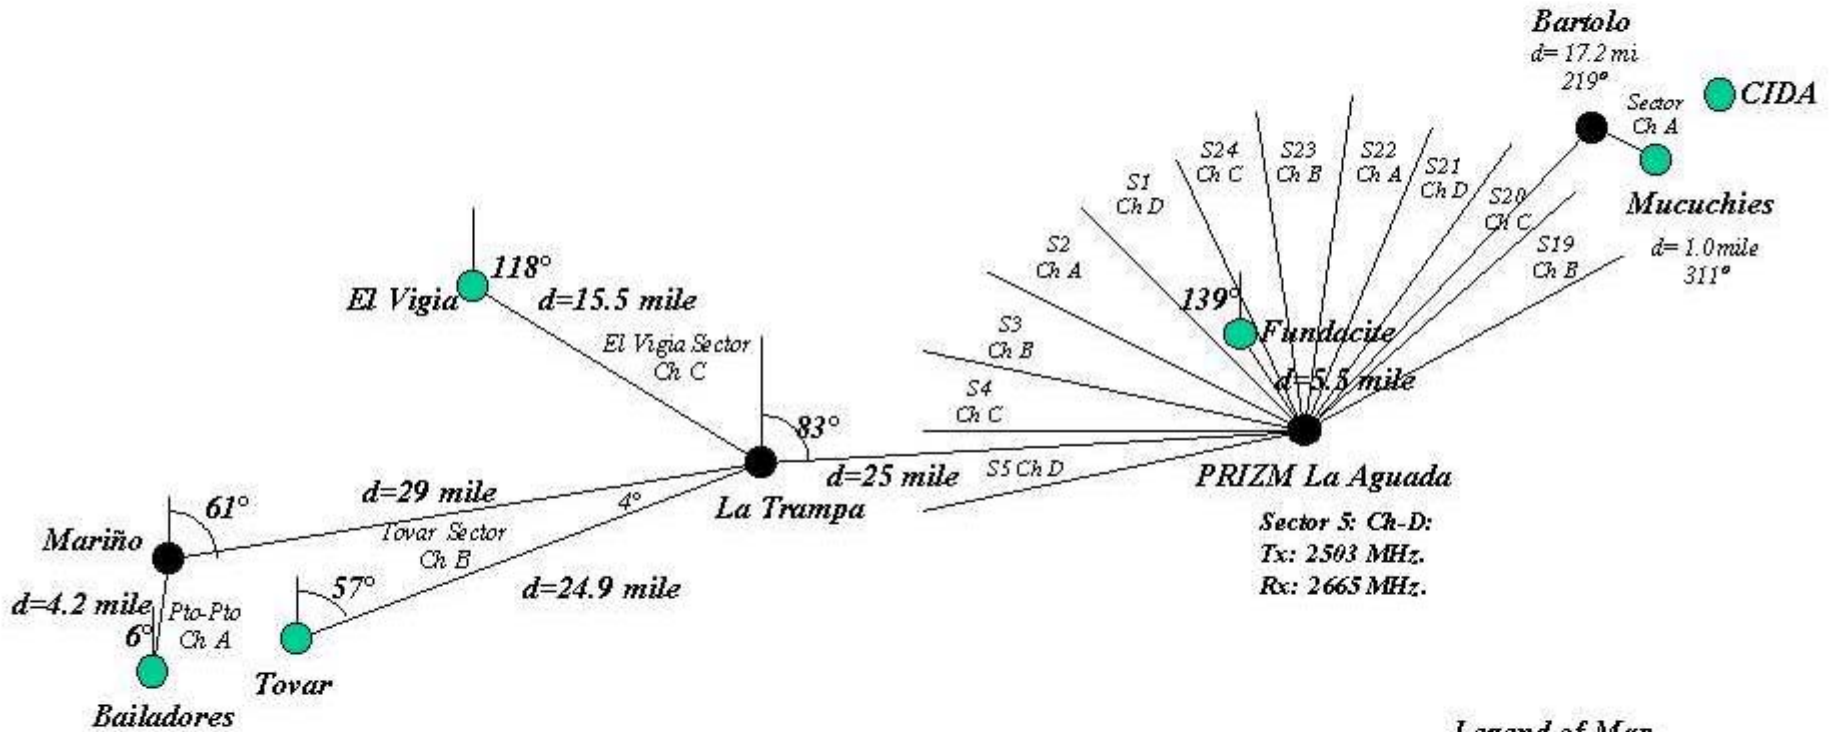 Bartolo
d= 17.2 mi
219°
CIDA
Sector
Ch A
Mucuchies
d= 1.0 mile
311°
S24
Ch C
S23
Ch B
S22
Ch A
S21
Ch D
S20
Ch C
S19
Ch B
S1
Ch D
S2
Ch A
S3
Ch B
S4
Ch C
S5 Ch D
139°
Fundacite
d=5.5 mile
118°
El Vigia
d=15.5 mile
El Vigia Sector
Ch C
83°
d=25 mile
La Trampa
PRIZM La Aguada
Sector 5: Ch-D:
Tx: 2503 MHz.
Rx: 2665 MHz.
d=29 mile
61°
4°
Mariño
Tovar Sector
Ch B
57°
d=24.9 mile
d=4.2 mile
Pto-Pto
Ch A
6°
Tovar
Bailadores
Legend of Map